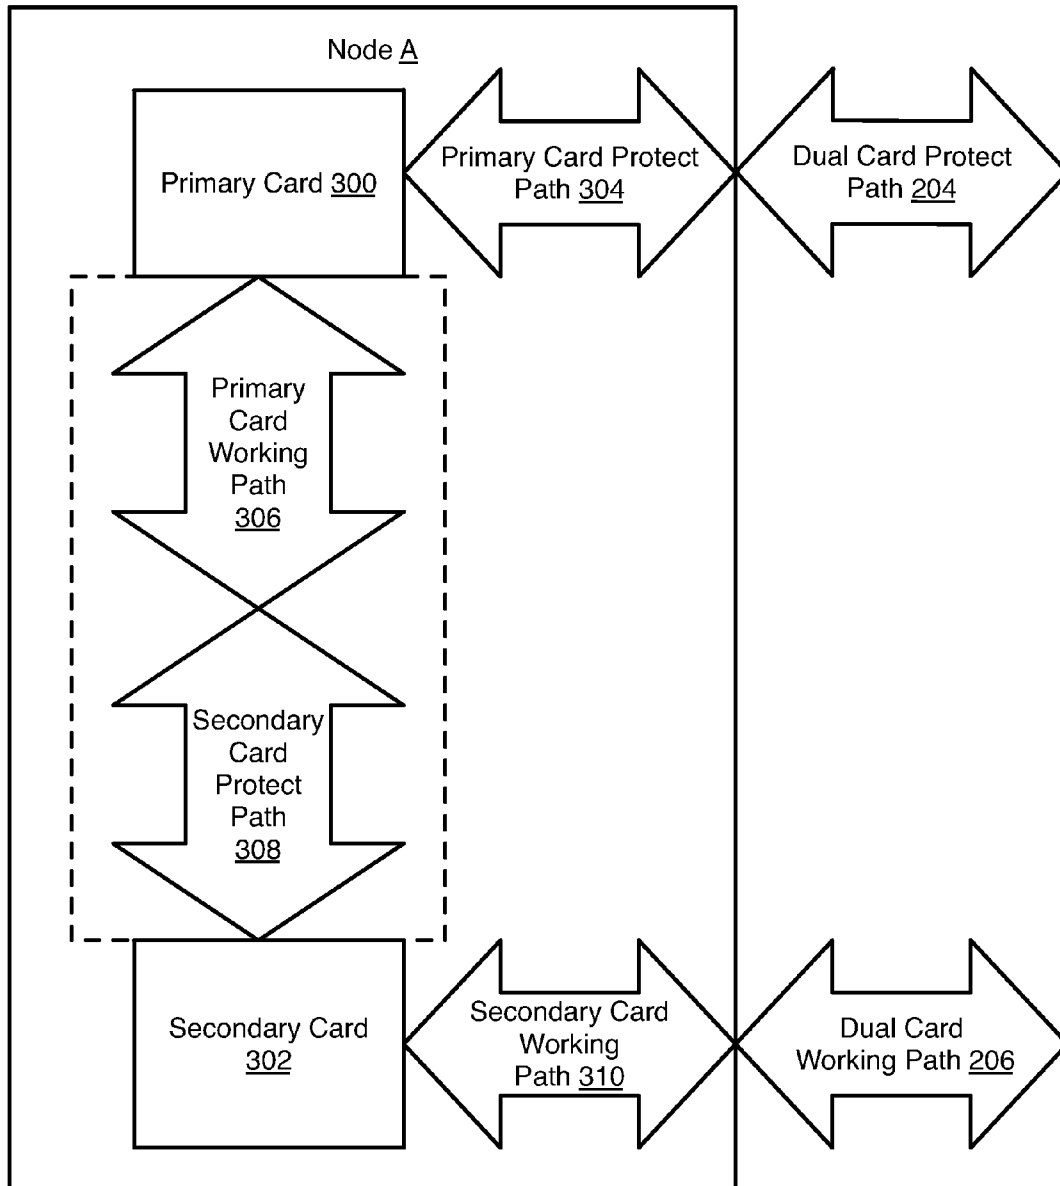 Node A
Primary Card 300
Primary Card Protect
Path 304
Dual Card Protect
Path 204
Primary
Card
Working
Path
306
Secondary
Card
Protect
Path
308
Secondary Card
302
Secondary Card
Working
Path 310
Dual Card
Working Path 206